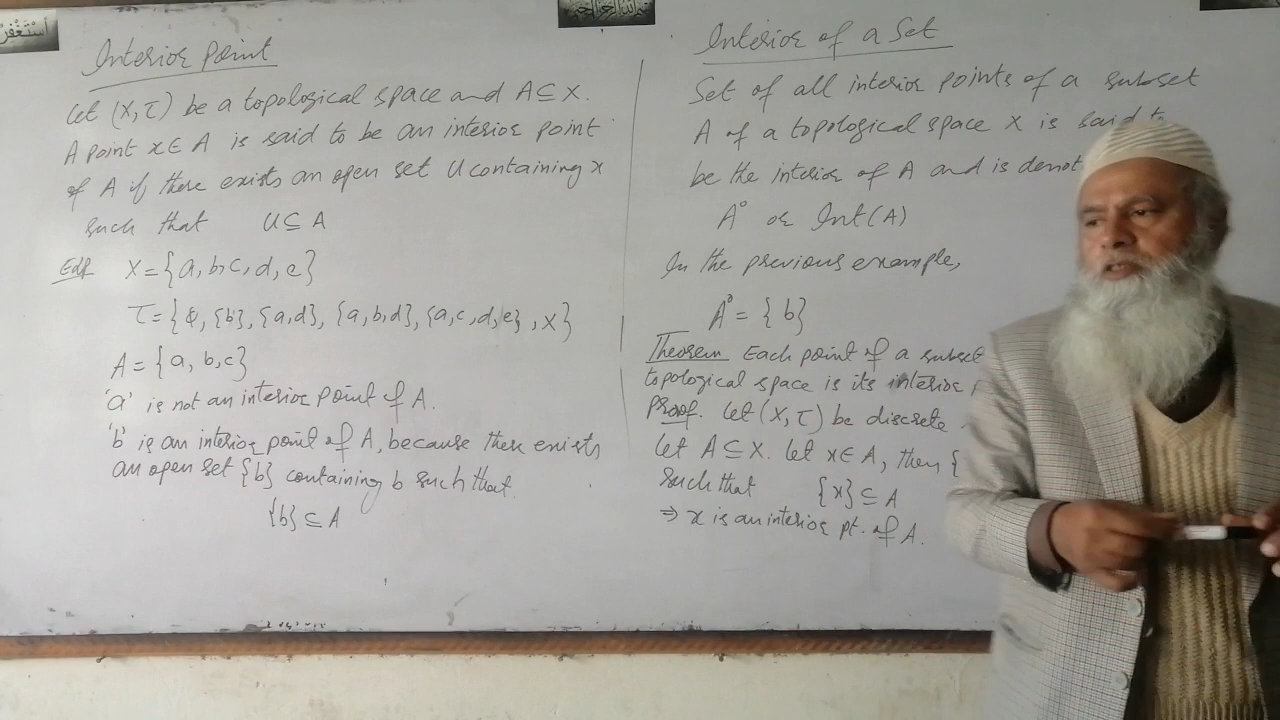 أستغفر
بسم الله الرحمن الرحيم
Interior point
Let (X,τ) be a topological space and A⊆X.
A point x∈A is said to be an interior point
of A if there exists an open set U containing x
such that U⊆A
X={a,b,c,d,e}
τ={φ,{b},{a,d},{a,b,d},{a,c,d,e},X}
A={a,b,c}
'a' is not an interior point of A.
'b' is an interior point of A, because there exists
an open set {b} containing b such that
{b}⊆A
Interior of a Set
Set of all interior points of a subset
A of a topological space X is said
be the interior of A and is denot
A° or Int(A)
In the previous example,
A°={b}
Theorem Each point of a subset
topological space is its interior
Proof. Let (X,τ) be discrete
Let A⊆X. Let x∈A, then {
such that {x}⊆A
⇒ x is an interior pt. of A.